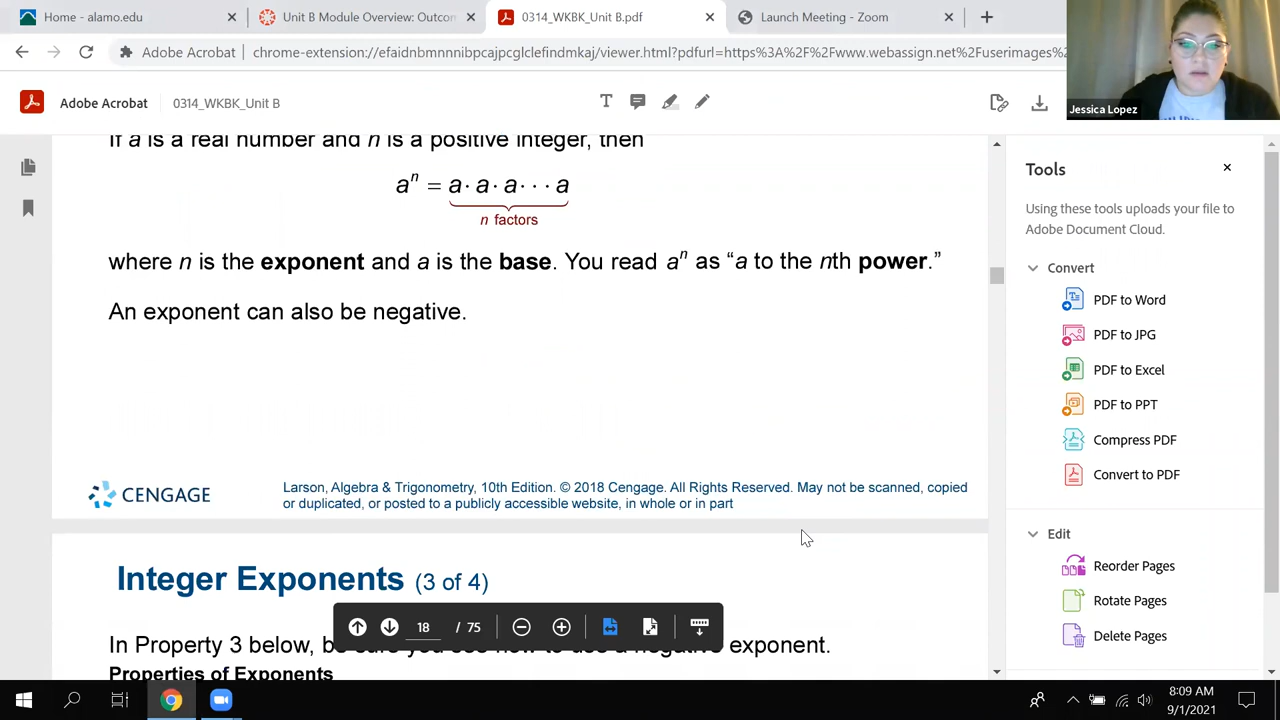 Home - alamo.edu
Unit B Module Overview: Outcom
0314_WKBK_Unit B.pdf
Launch Meeting - Zoom
Adobe Acrobat
chrome-extension://efaidnbmnnnibpcajpcglclefindmkaj/viewer.html?pdfurl=https%3A%2F%2Fwww.webassign.net%2Fuserimages
Jessica Lopez
Adobe Acrobat
0314_WKBK_Unit B
If a is a real number and n is a positive integer, then
aⁿ = a · a · a · · · a
n factors
where n is the exponent and a is the base. You read aⁿ as “a to the nth power.”
An exponent can also be negative.
CENGAGE
Larson, Algebra & Trigonometry, 10th Edition. © 2018 Cengage. All Rights Reserved. May not be scanned, copied
or duplicated, or posted to a publicly accessible website, in whole or in part
Integer Exponents (3 of 4)
18 / 75
In Property 3 below, be sure you see how to use a negative exponent.
Properties of Exponents
Tools
Using these tools uploads your file to
Adobe Document Cloud.
Convert
PDF to Word
PDF to JPG
PDF to Excel
PDF to PPT
Compress PDF
Convert to PDF
Edit
Reorder Pages
Rotate Pages
Delete Pages
8:09 AM
9/1/2021